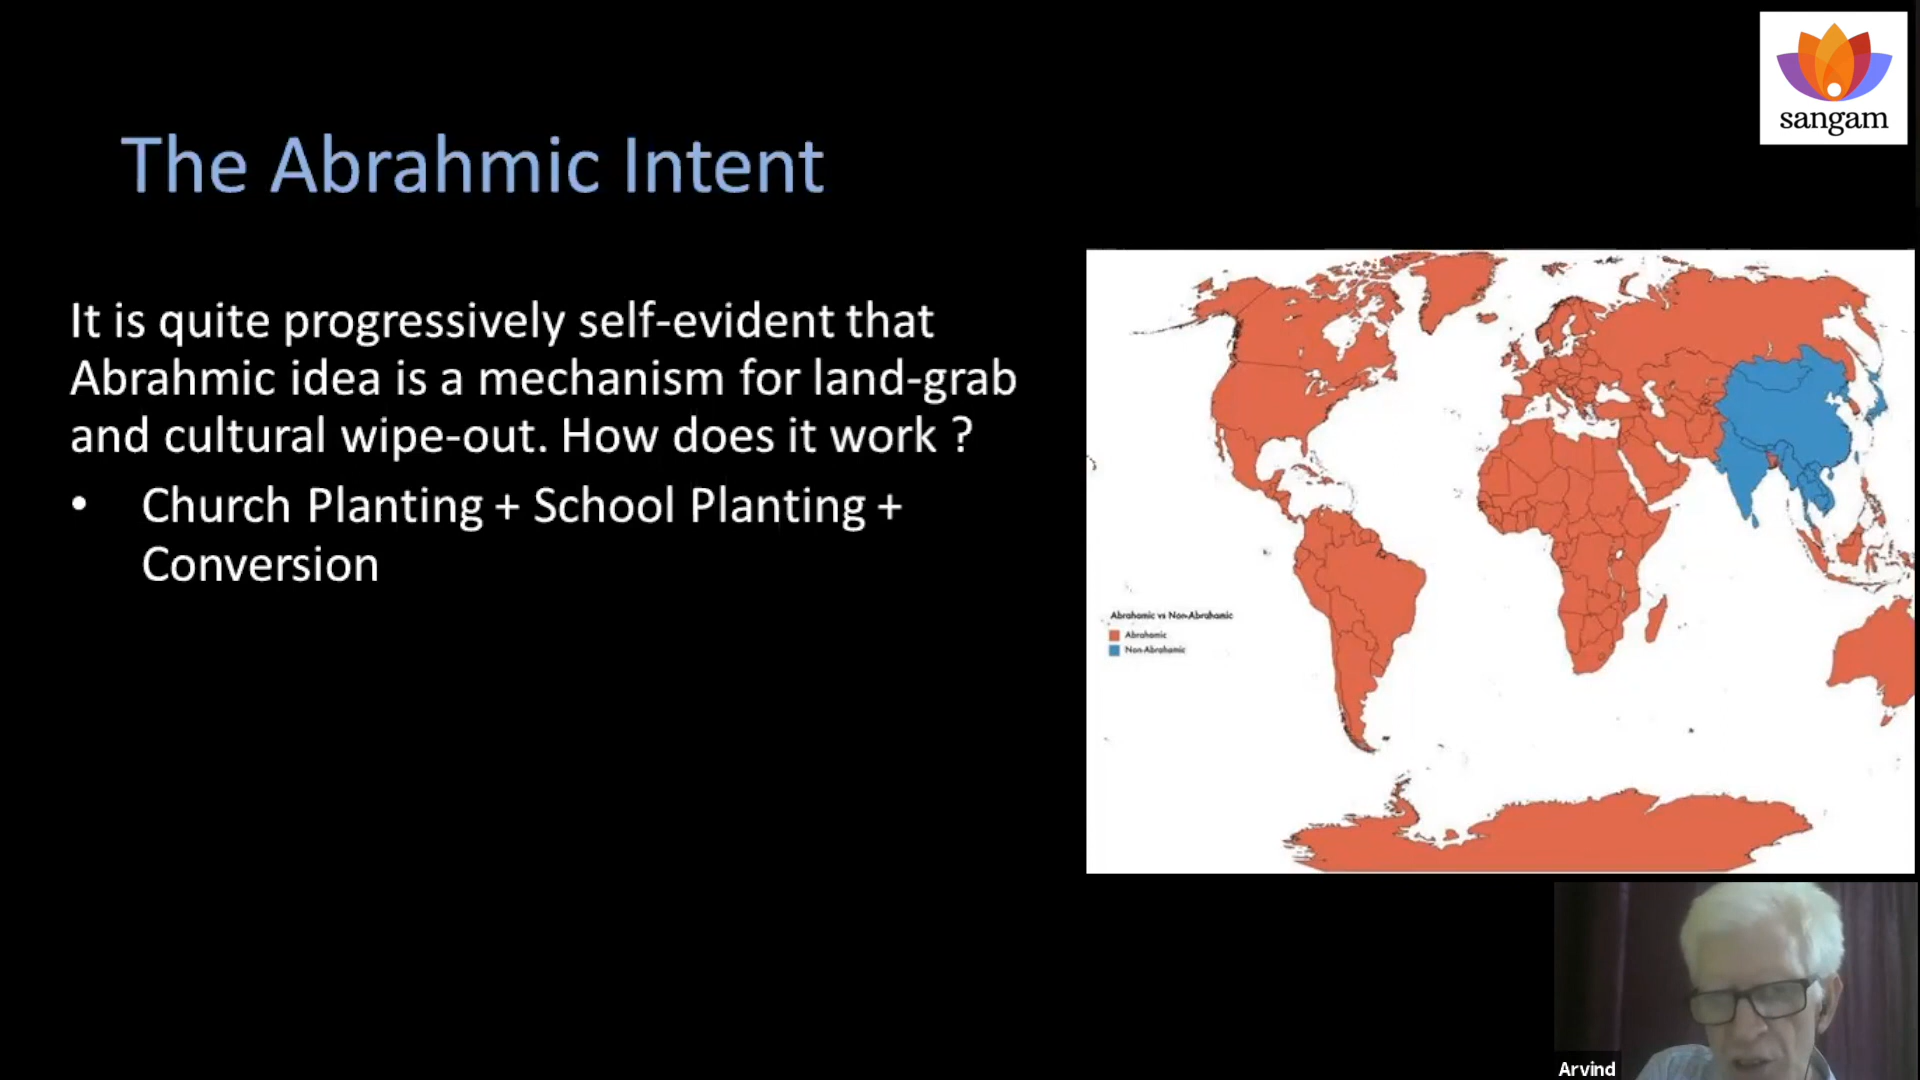 sangam
The Abrahmic Intent
It is quite progressively self-evident that
Abrahmic idea is a mechanism for land-grab
and cultural wipe-out. How does it work ?
• Church Planting + School Planting +
Conversion
Abrahamic vs Non-Abrahamic
Abrahamic
Non-Abrahamic
Arvind